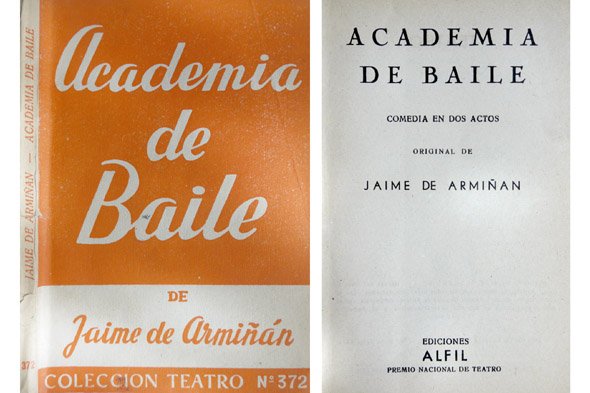 JAIME DE ARMIÑAN — ACADEMIA DE BAILE
372
Academia
de
Baile
DE
Jaime de Armiñán
COLECCION TEATRO Nº 372
ACADEMIA
DE BAILE
COMEDIA EN DOS ACTOS
ORIGINAL DE
JAIME DE ARMIÑAN
EDICIONES
ALFIL
PREMIO NACIONAL DE TEATRO